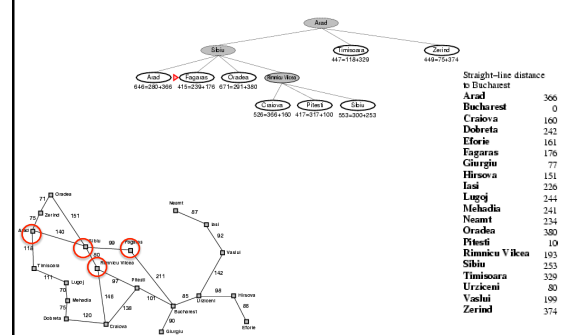 Arad
Sibiu
Timisoara
Zerind
447=118+329
449=75+374
Arad
Fagaras
Oradea
Rimnicu Vilcea
646=280+366
415=239+176
671=291+380
Craiova
Pitesti
Sibiu
526=366+160
417=317+100
553=300+253
Straight-line distance
to Bucharest
Arad 366
Bucharest 0
Craiova 160
Dobreta 242
Eforie 161
Fagaras 176
Giurgiu 77
Hirsova 151
Iasi 226
Lugoj 244
Mehadia 241
Neamt 234
Oradea 380
Pitesti 10
Rimnicu Vilcea 193
Sibiu 253
Timisoara 329
Urziceni 80
Vaslui 199
Zerind 374
Oradea
71
Neamt
Zerind
151
87
75
Iasi
Arad
140
92
Sibiu
99
Fagaras
118
80
Vaslui
Rimnicu Vilcea
Timisoara
142
111
Lugoj
97
Pitesti
211
70
98
Hirsova
Mehadia
146
101
85
Urziceni
75
86
Bucharest
Dobreta
120
90
Craiova
Eforie
Giurgiu